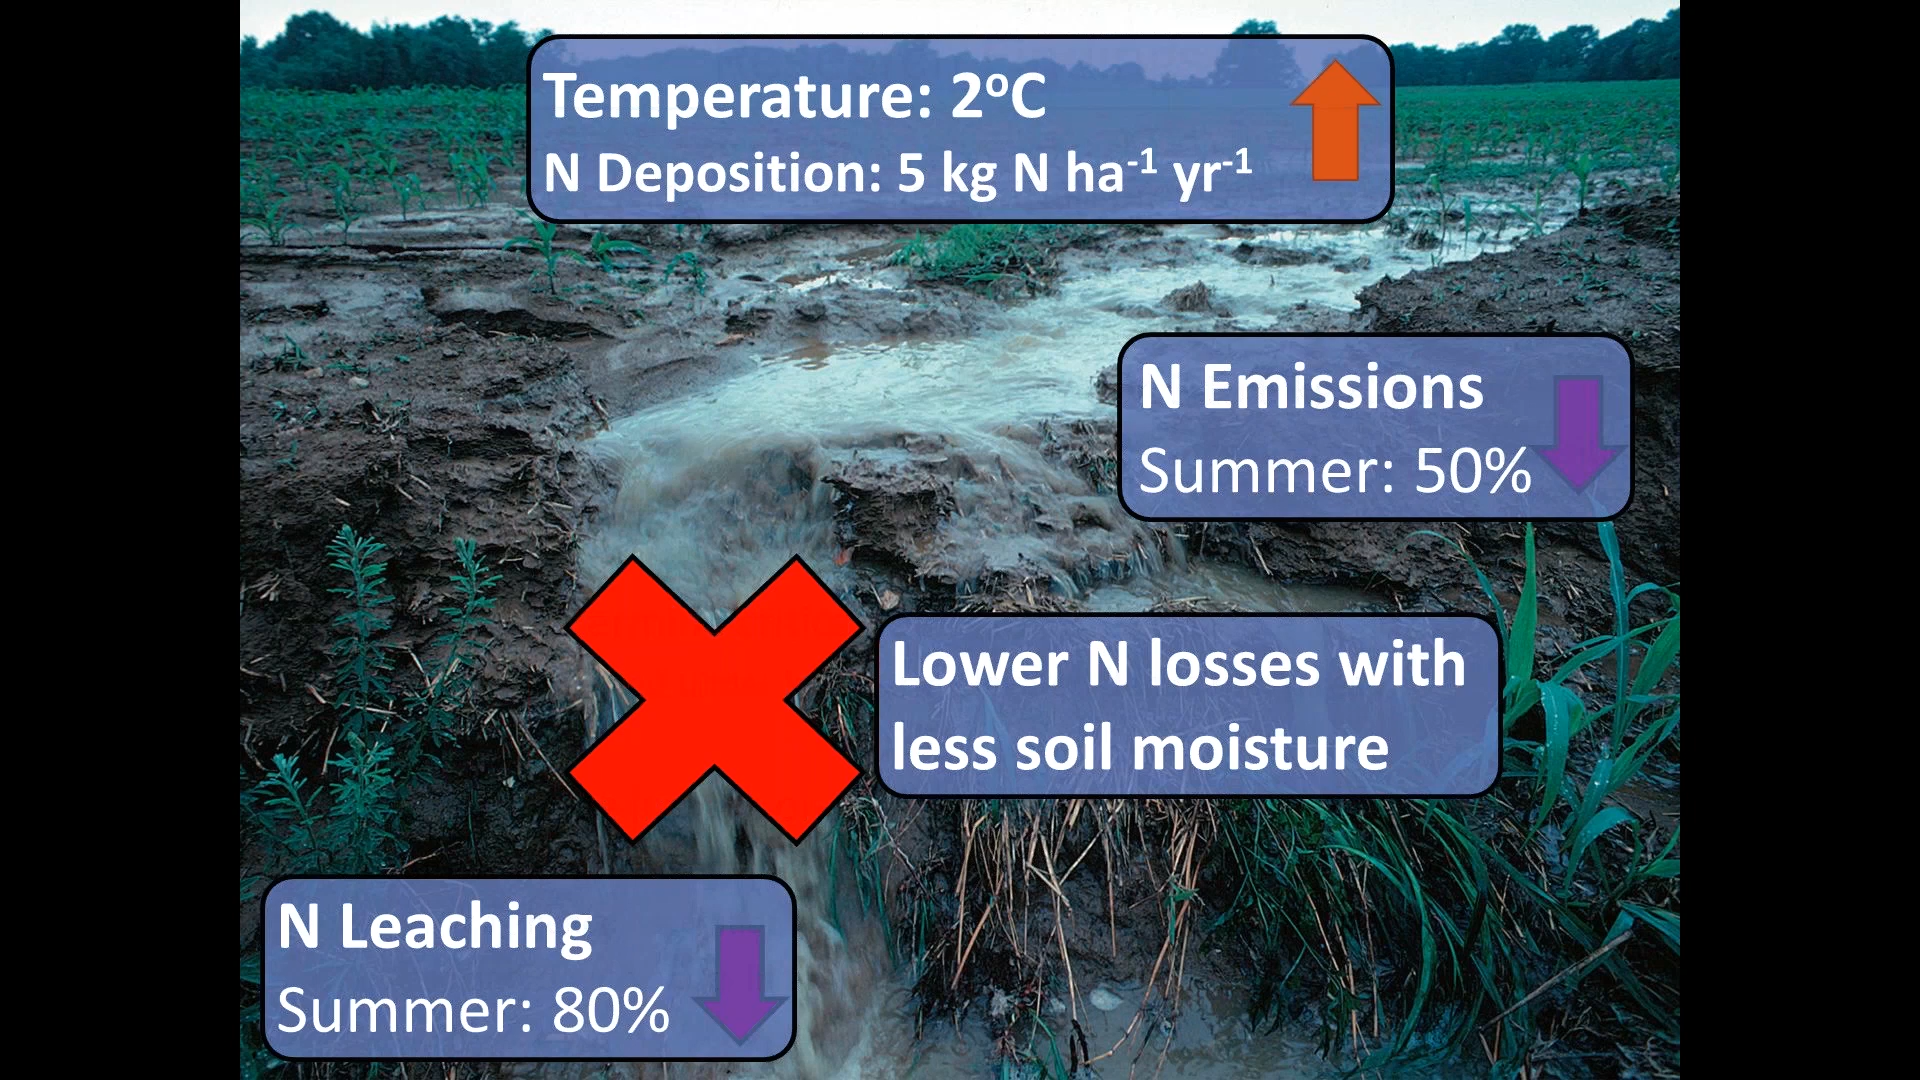 Temperature: 2ᵒC
N Deposition: 5 kg N ha⁻¹ yr⁻¹
N Emissions
Summer: 50%
Lower N losses with
less soil moisture
N Leaching
Summer: 80%